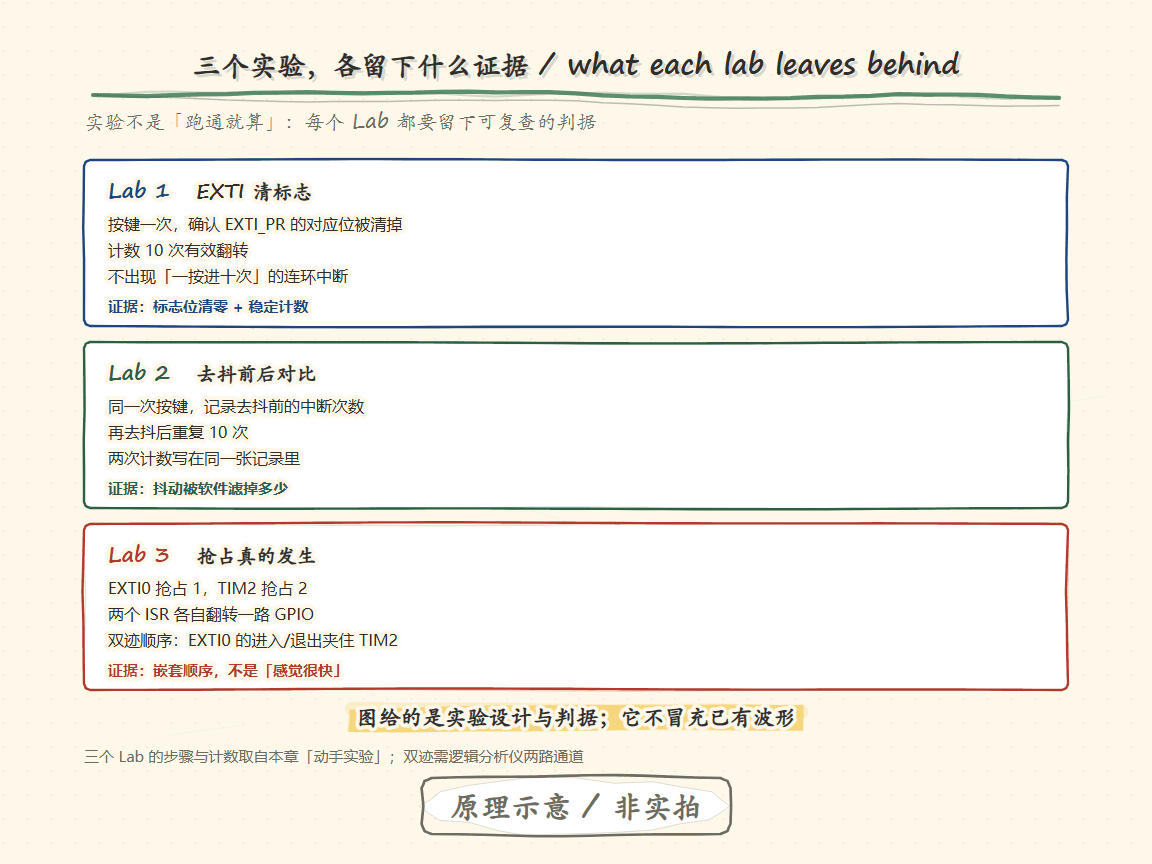 三个实验，各留下什么证据 / what each lab leaves behind
实验不是「跑通就算」：每个 Lab 都要留下可复查的判据
Lab 1 EXTI 清标志
按键一次，确认 EXTI_PR 的对应位被清掉
计数 10 次有效翻转
不出现「一按进十次」的连环中断
证据：标志位清零 + 稳定计数
Lab 2 去抖前后对比
同一次按键，记录去抖前的中断次数
再去抖后重复 10 次
两次计数写在同一张记录里
证据：抖动被软件滤掉多少
Lab 3 抢占真的发生
EXTI0 抢占 1，TIM2 抢占 2
两个 ISR 各自翻转一路 GPIO
双迹顺序：EXTI0 的进入/退出夹住 TIM2
证据：嵌套顺序，不是「感觉很快」
图给的是实验设计与判据；它不冒充已有波形
三个 Lab 的步骤与计数取自本章「动手实验」；双迹需逻辑分析仪两路通道
原理示意 / 非实拍